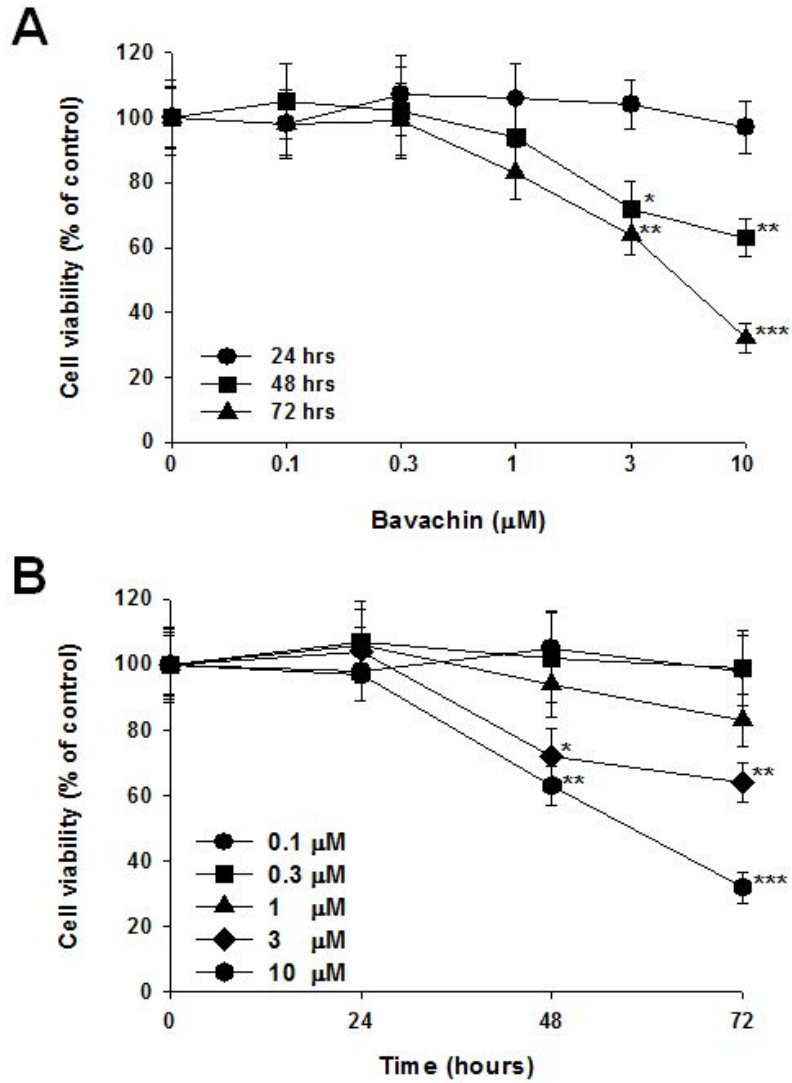 A
Cell viability (% of control)
120
100
80
60
40
20
0
*
**
**
***
24 hrs
48 hrs
72 hrs
0 0.1 0.3 1 3 10
Bavachin (μM)
B
Cell viability (% of control)
120
100
80
60
40
20
0
*
**
**
***
0.1 μM
0.3 μM
1 μM
3 μM
10 μM
0 24 48 72
Time (hours)